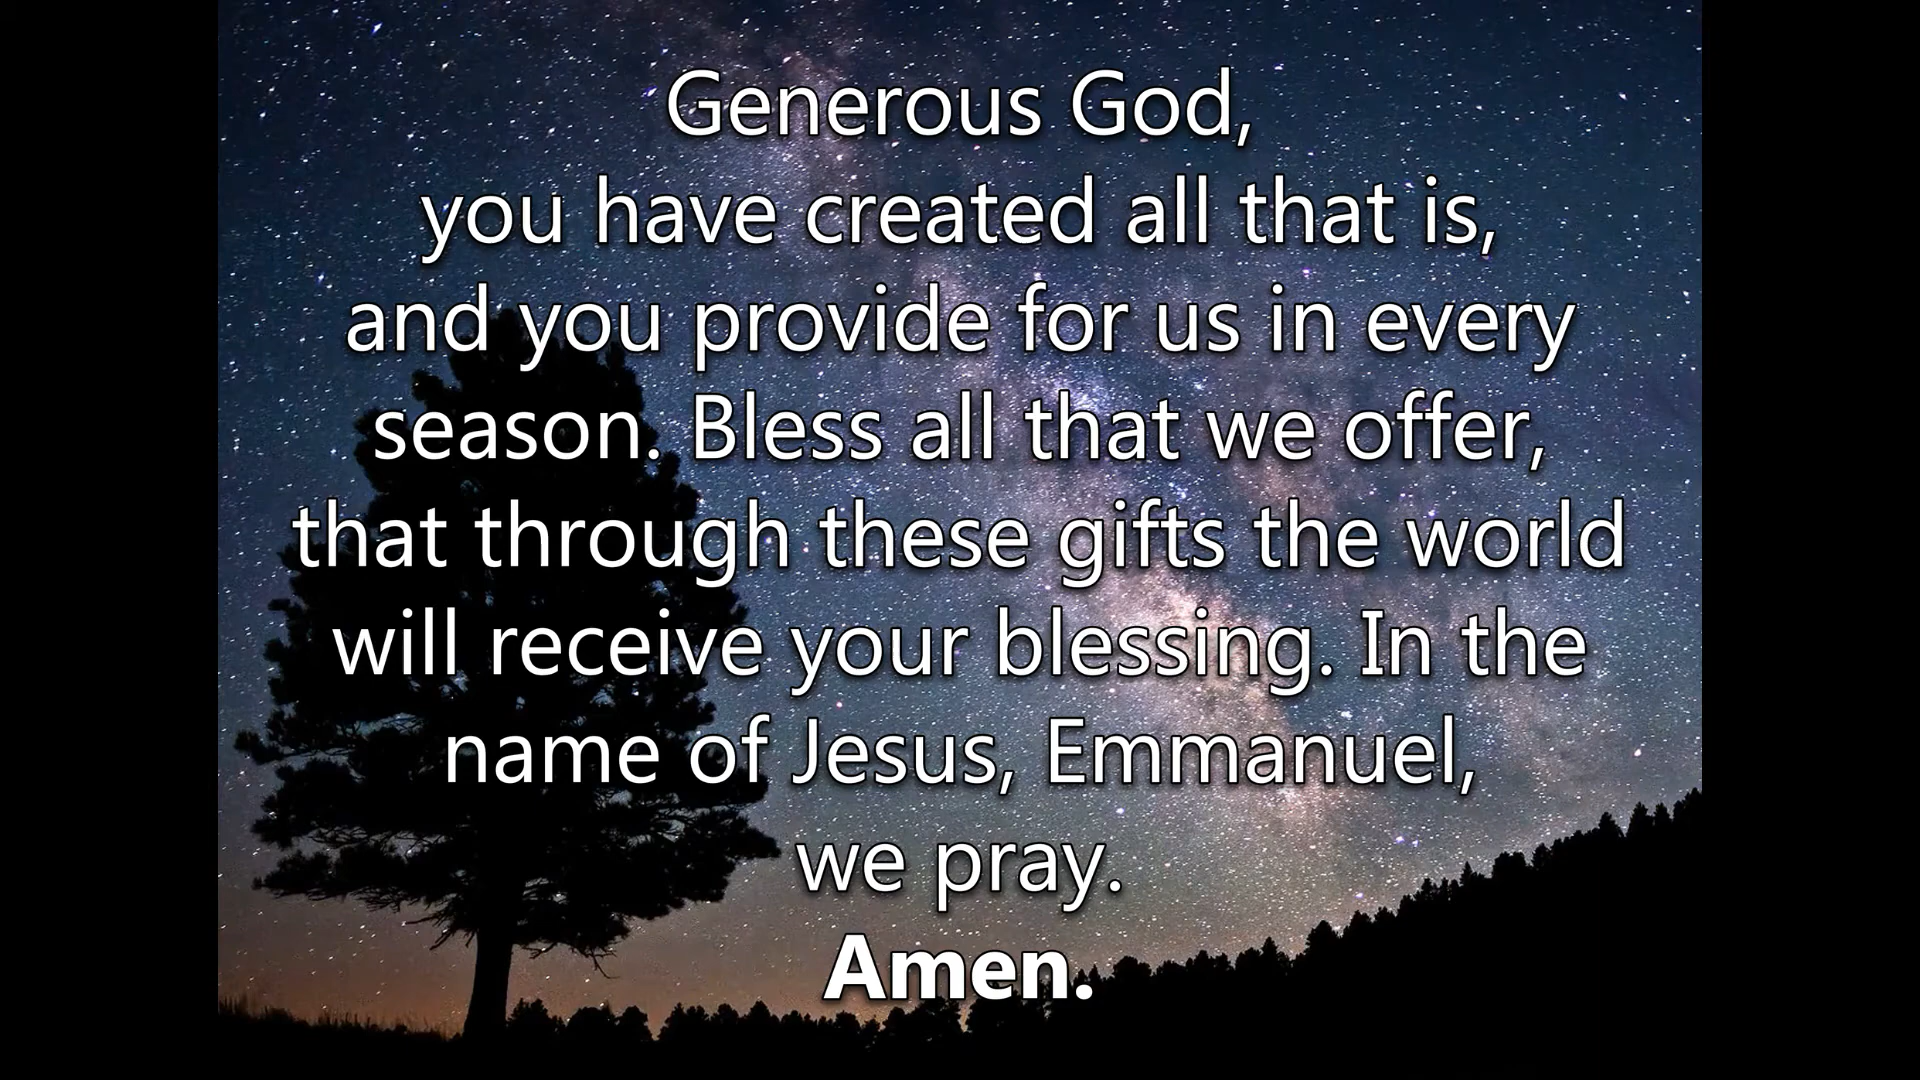 Generous God,
you have created all that is,
and you provide for us in every
season. Bless all that we offer,
that through these gifts the world
will receive your blessing. In the
name of Jesus, Emmanuel,
we pray.
Amen.